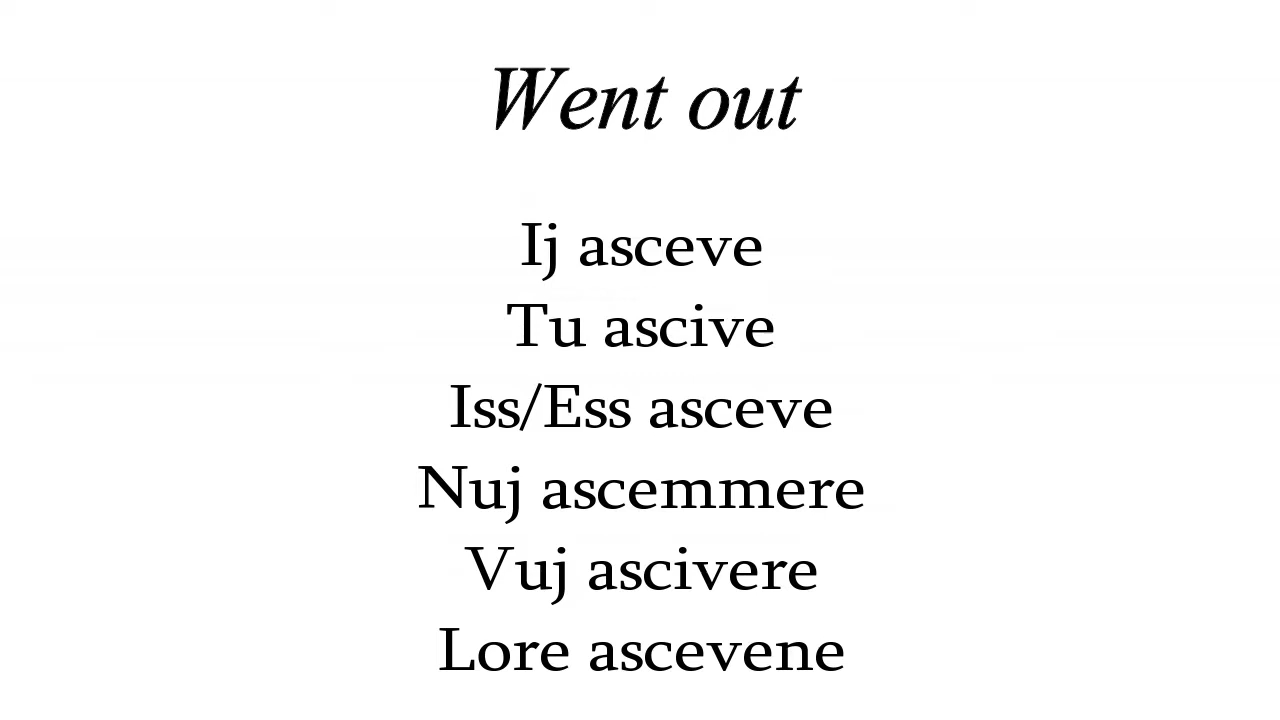 Went out
Ij asceve
Tu ascive
Iss/Ess asceve
Nuj ascemmere
Vuj ascivere
Lore ascevene